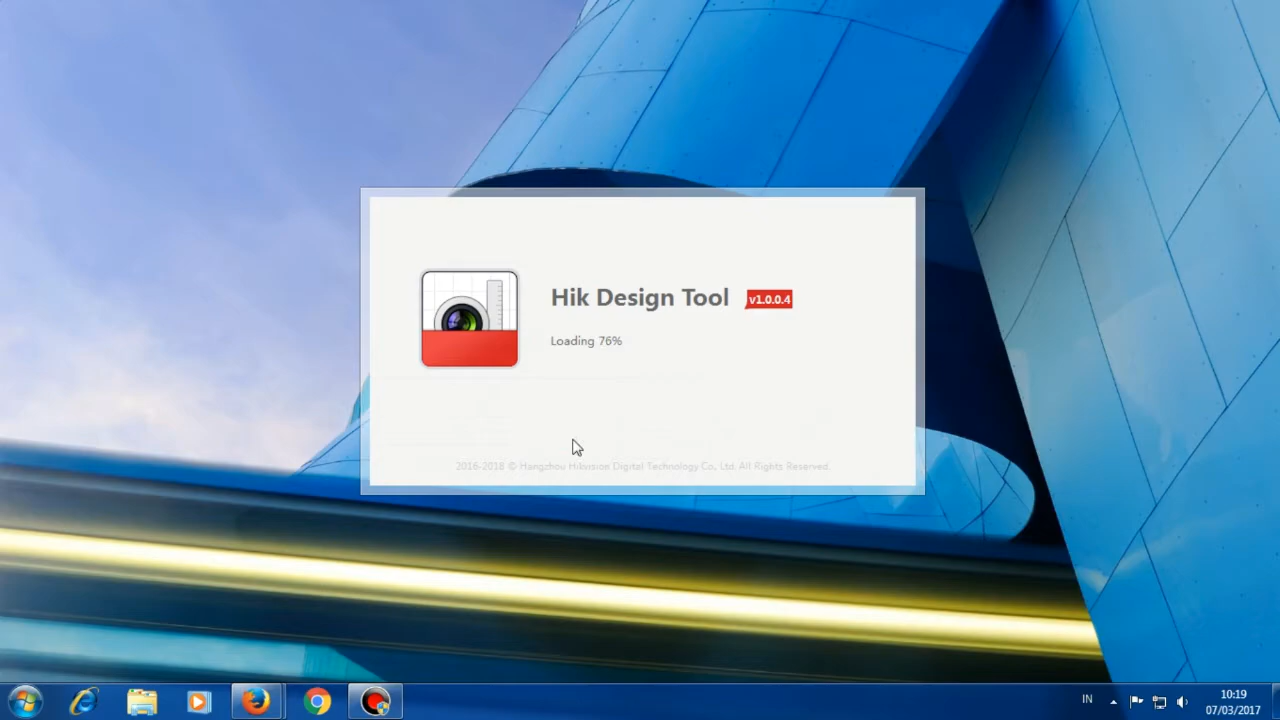 Hik Design Tool v1.0.0.4
Loading 76%
2016-2018 © Hangzhou Hikvision Digital Technology Co., Ltd. All Rights Reserved.
IN
10:19
07/03/2017